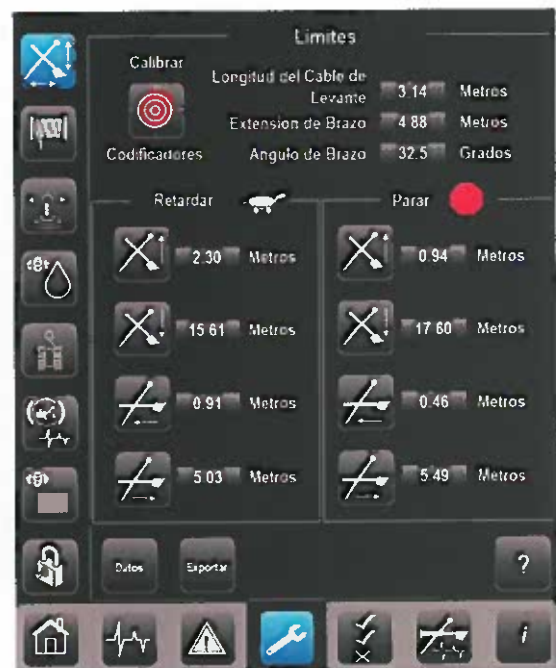 Limites
Calibrar
Codificadores
Longitud del Cable de
Levante
3.14 Metros
Extension de Brazo 4.88 Metros
Angulo de Brazo 32.5 Grados
Retardar
2.30 Metros
15.61 Metros
0.91 Metros
5.03 Metros
Parar
0.94 Metros
17.60 Metros
0.46 Metros
5.49 Metros
Datos
Exportar
?
i